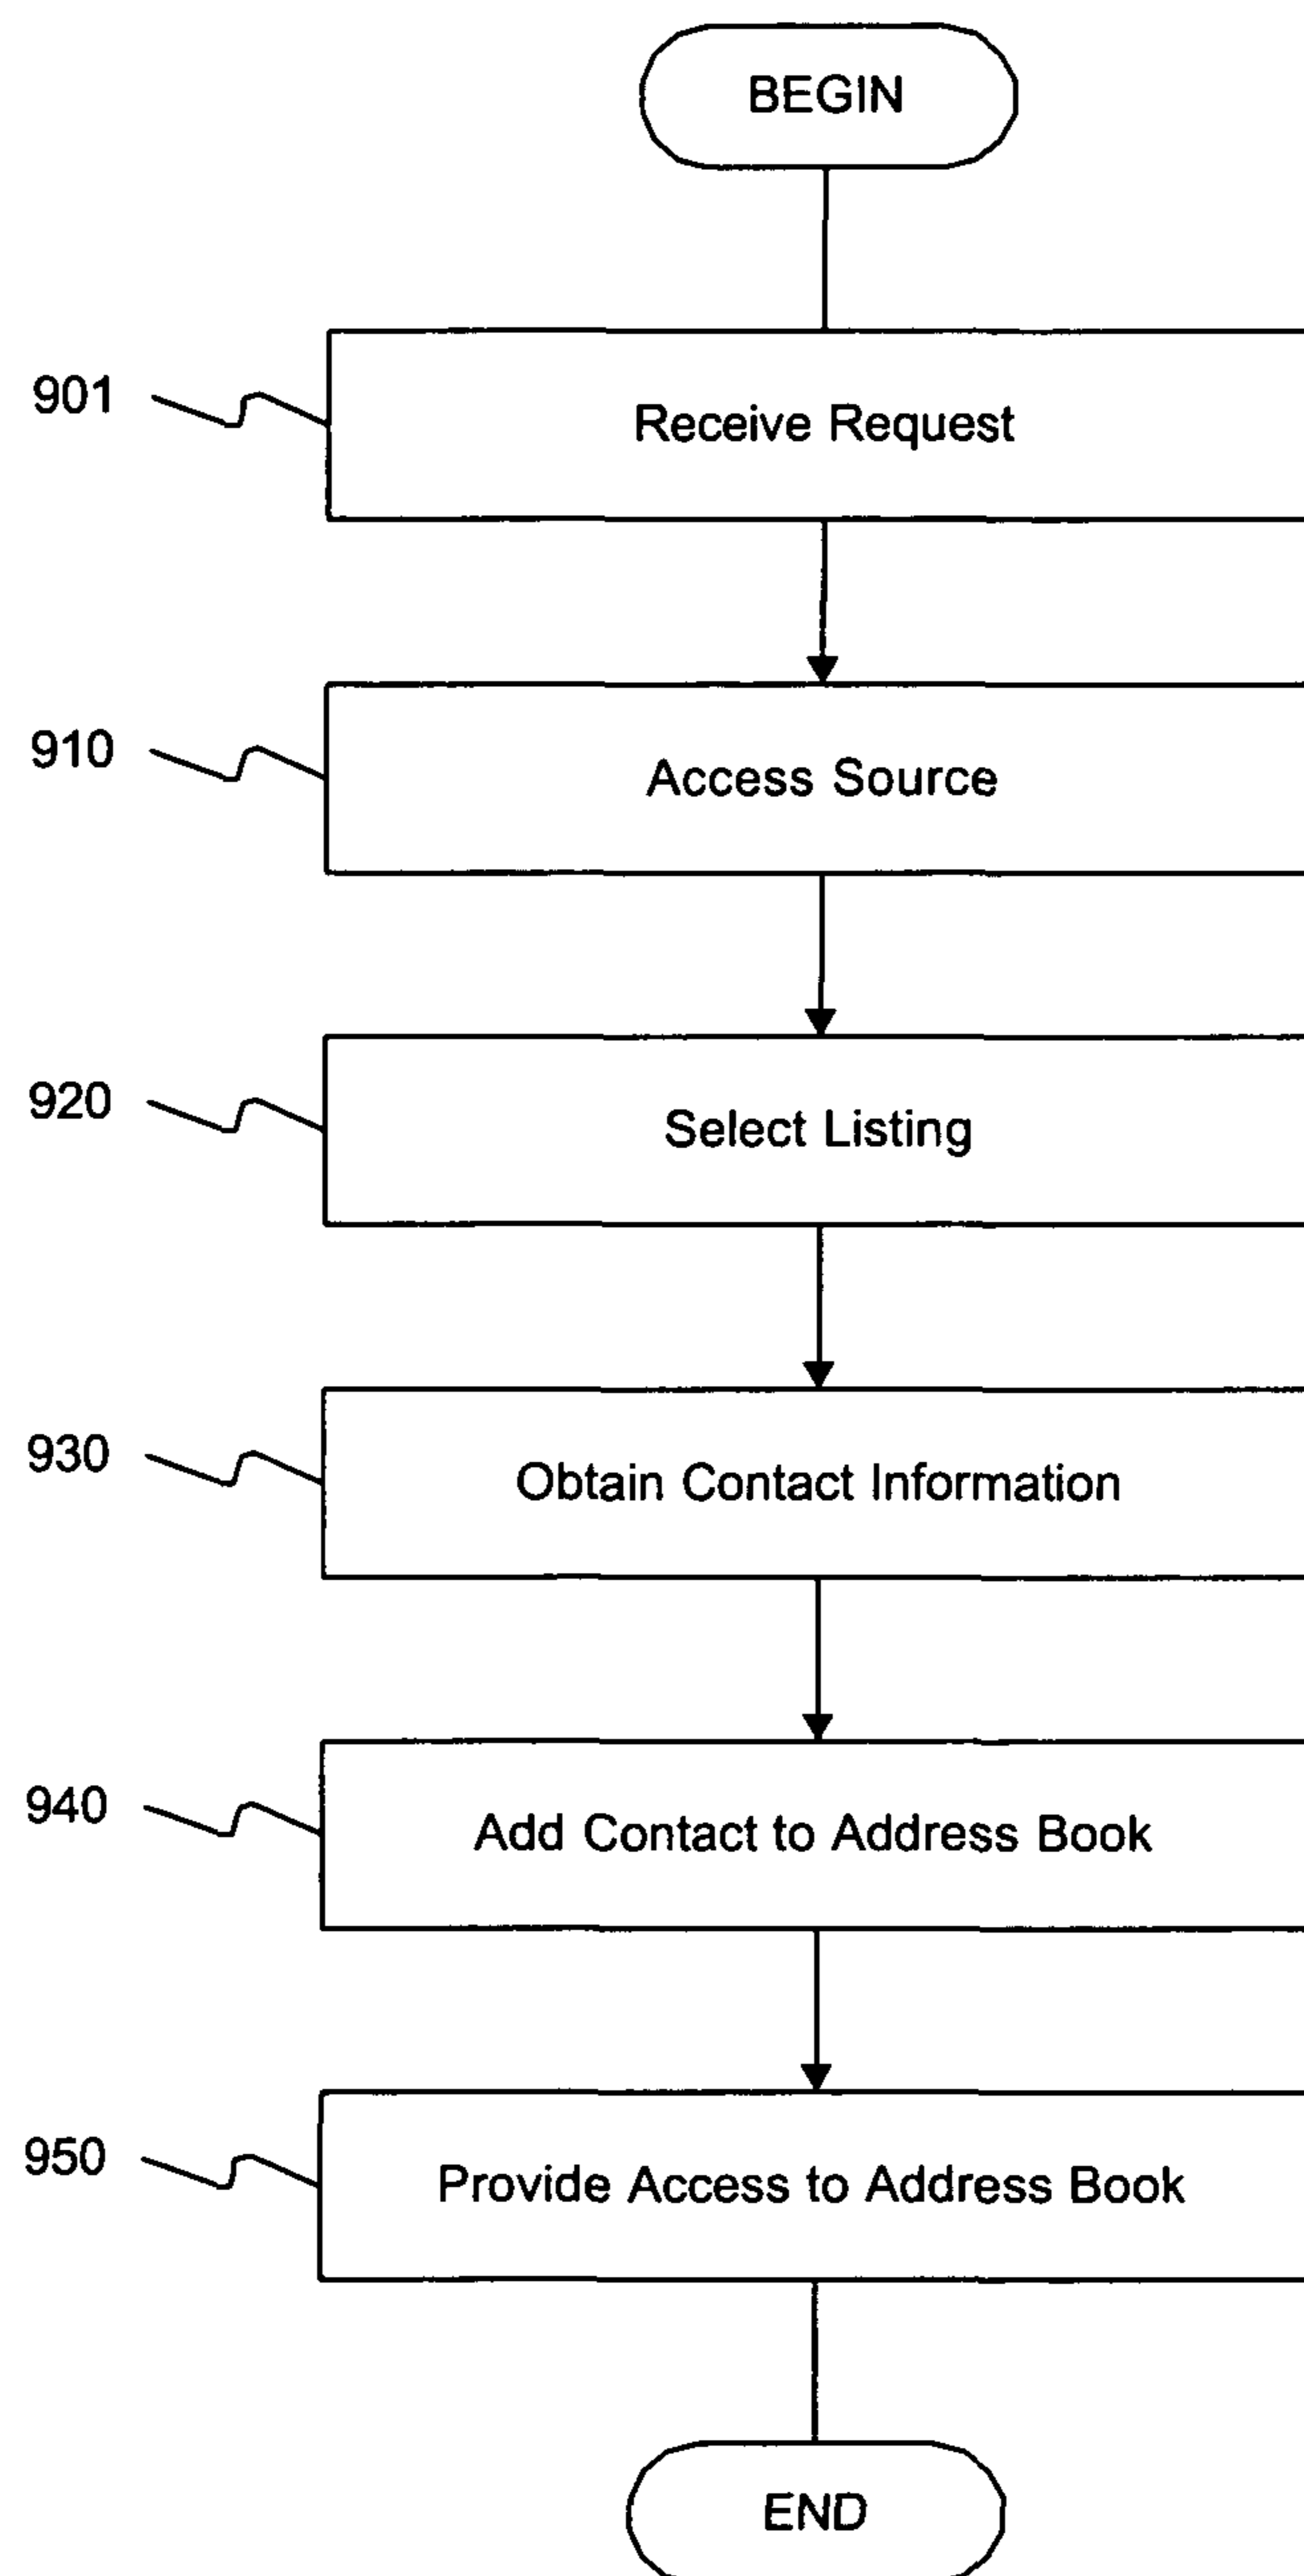 BEGIN
901
Receive Request
910
Access Source
920
Select Listing
930
Obtain Contact Information
940
Add Contact to Address Book
950
Provide Access to Address Book
END